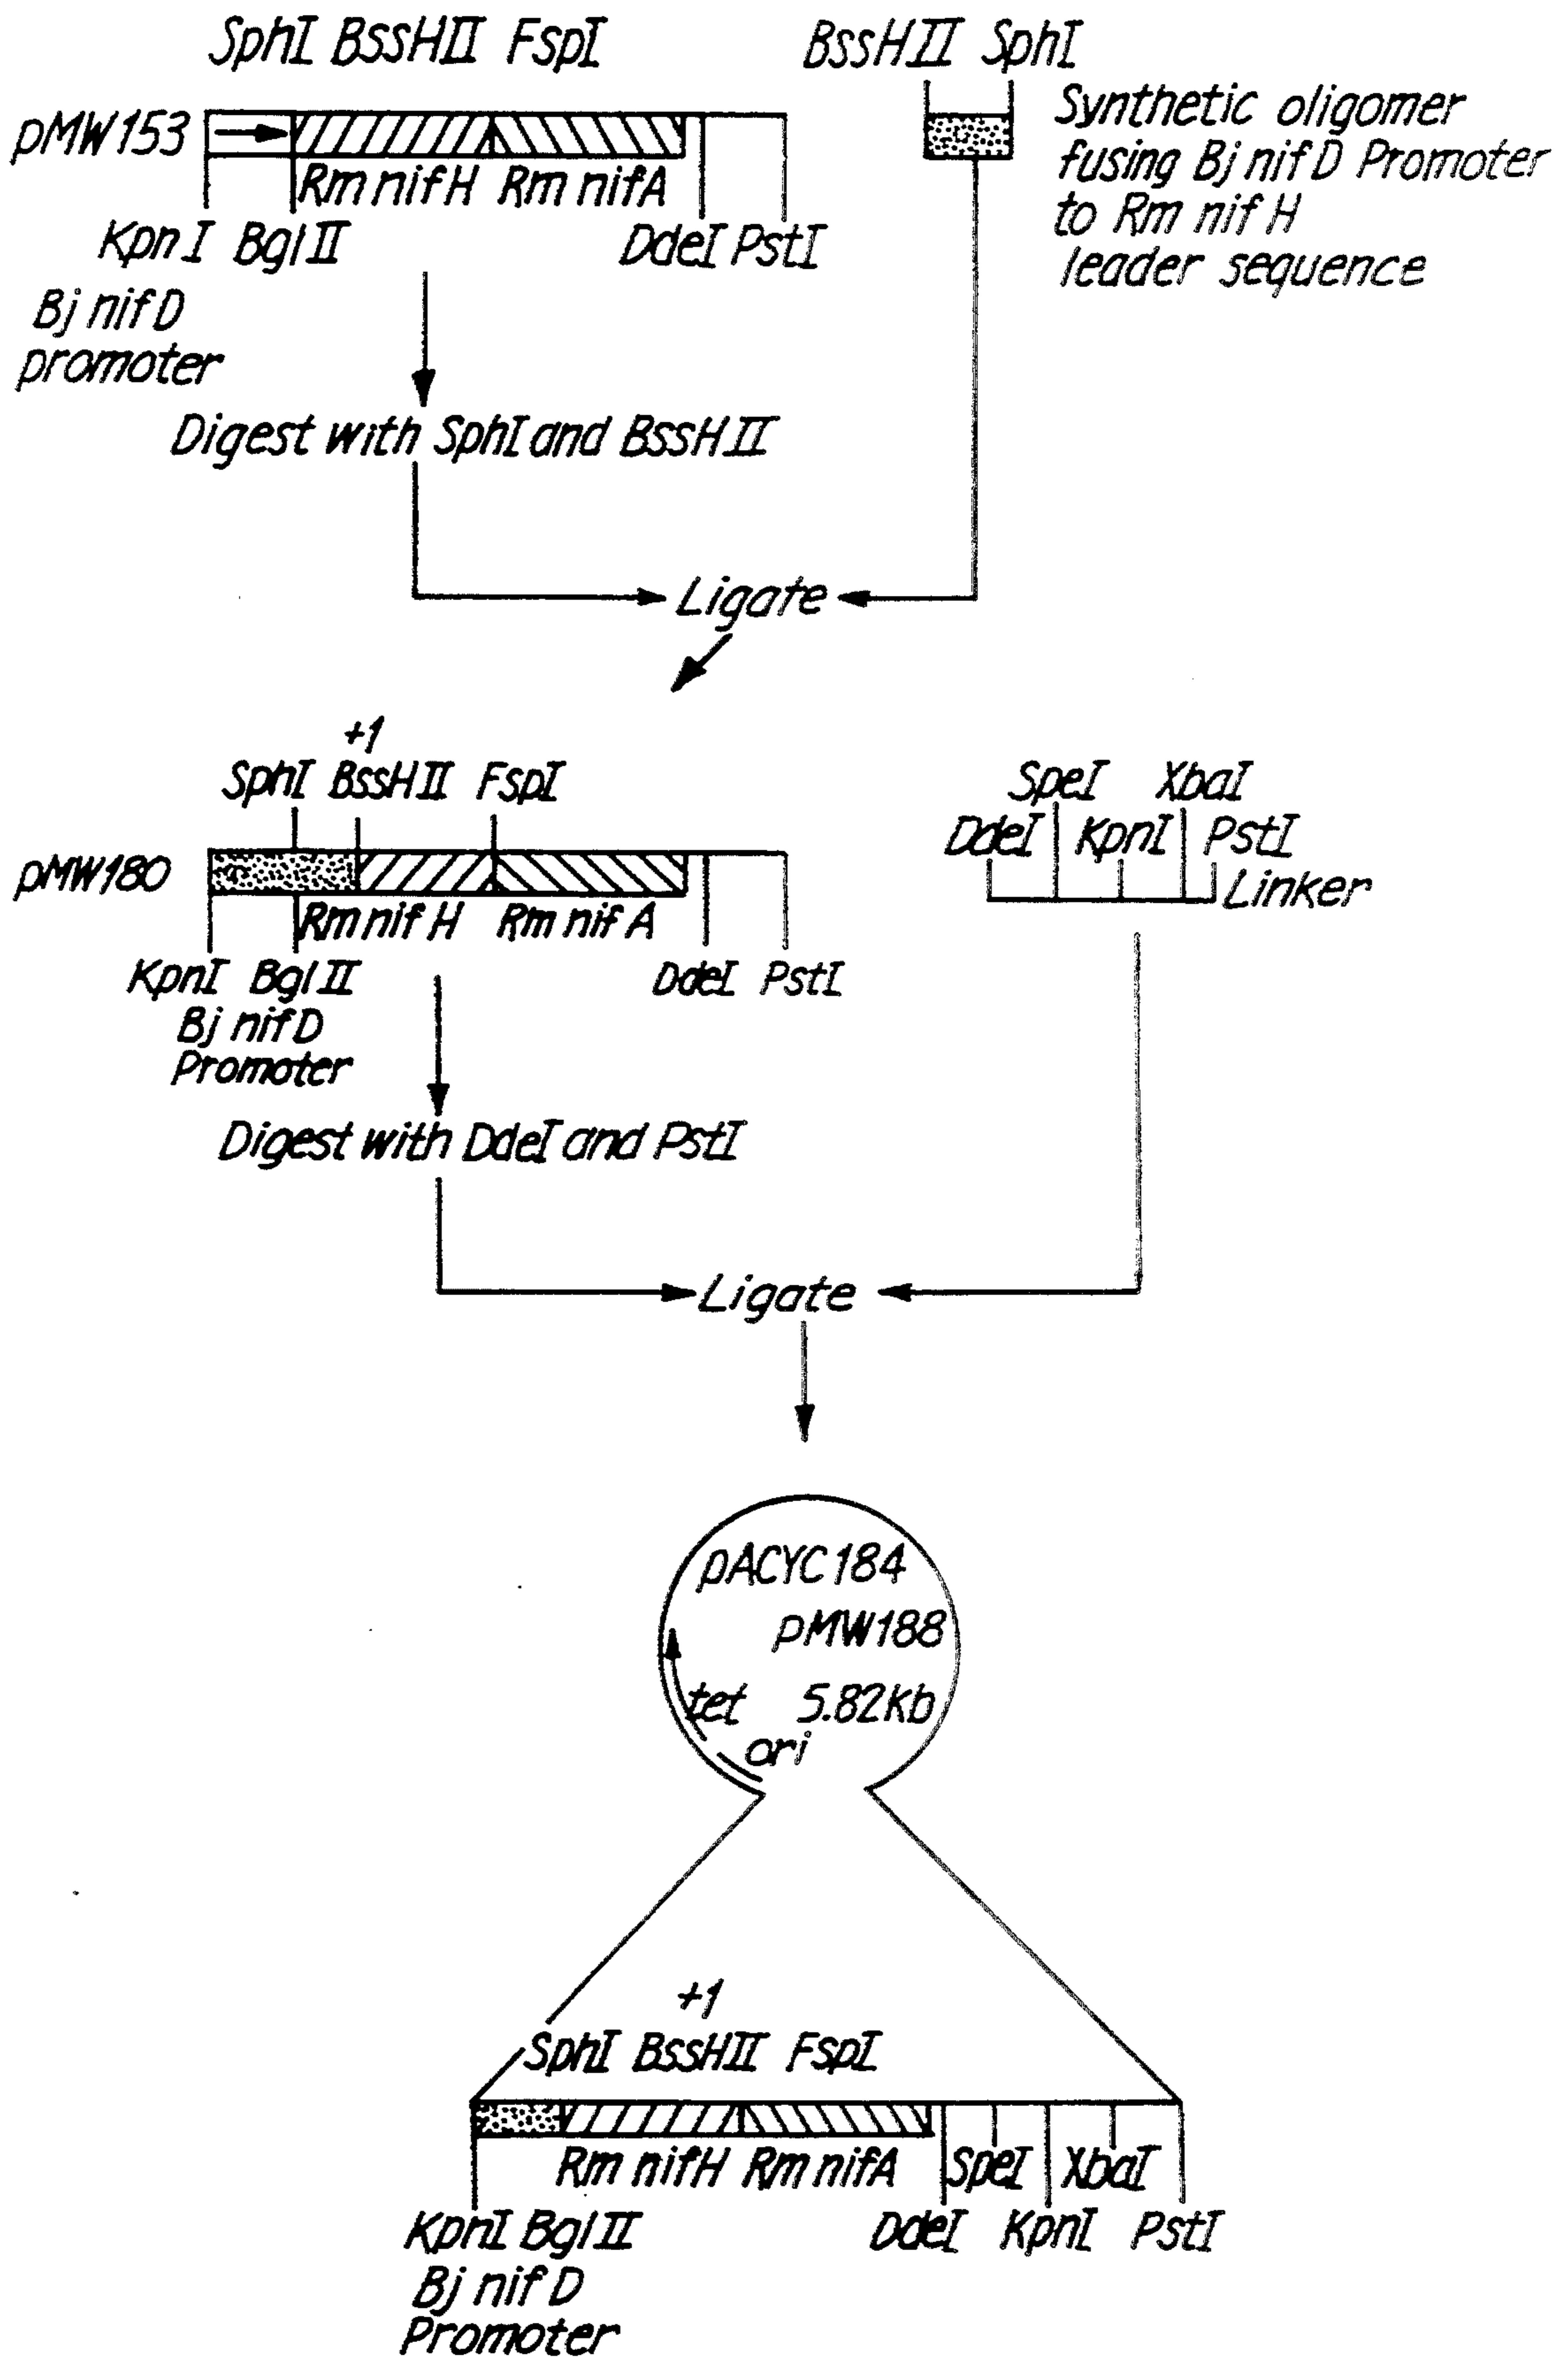 SphI BssHII FspI
BssHII SphI
pMW153
Synthetic oligomer
fusing Bj nifD Promoter
to Rm nifH
leader sequence
Rm nifH Rm nifA
KpnI BglII
DdeI PstI
Bj nifD
promoter
Digest with SphI and BssHII
Ligate
+1
SphI BssHII FspI
SpeI XbaI
DdeI KpnI PstI
pMW180
Linker
Rm nifH Rm nifA
KpnI BglII
DdeI PstI
Bj nifD
Promoter
Digest with DdeI and PstI
Ligate
pACYC184
pMW188
tet 5.82Kb
ori
+1
SphI BssHII FspI
Rm nifH Rm nifA SpeI XbaI
KpnI BglII
DdeI KpnI PstI
Bj nifD
Promoter